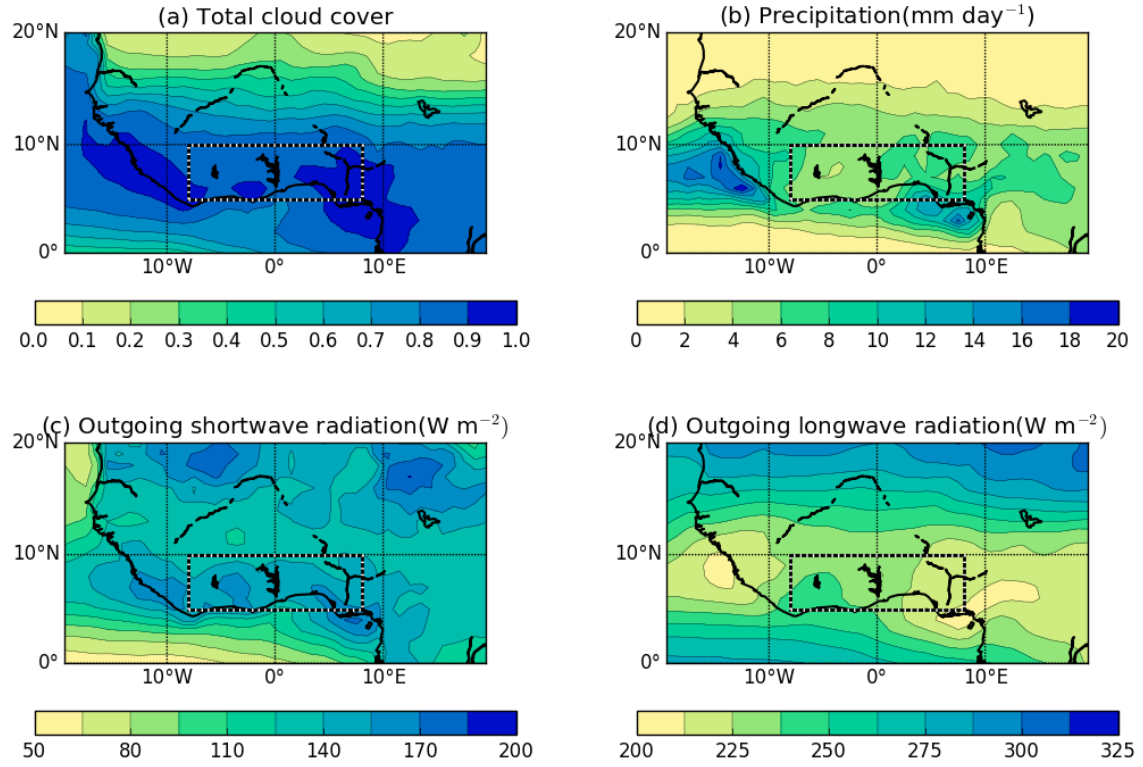 (a) Total cloud cover
20°N
10°N
0°
10°W 0° 10°E
0.0 0.1 0.2 0.3 0.4 0.5 0.6 0.7 0.8 0.9 1.0
(b) Precipitation(mm day⁻¹)
20°N
10°N
0°
10°W 0° 10°E
0 2 4 6 8 10 12 14 16 18 20
(c) Outgoing shortwave radiation(W m⁻²)
20°N
10°N
0°
10°W 0° 10°E
50 80 110 140 170 200
(d) Outgoing longwave radiation(W m⁻²)
20°N
10°N
0°
10°W 0° 10°E
200 225 250 275 300 325